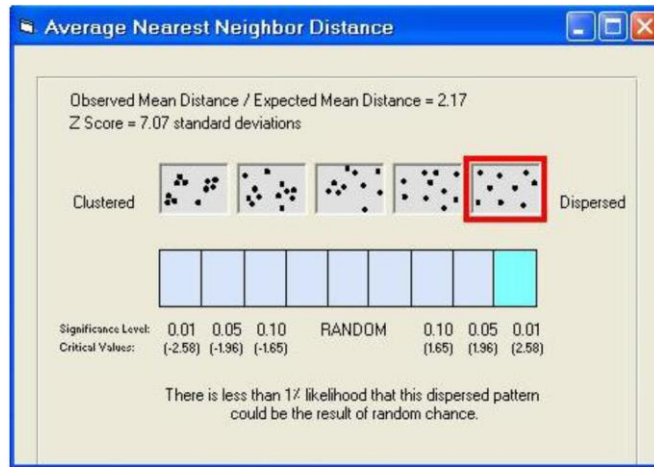 Average Nearest Neighbor Distance
Observed Mean Distance / Expected Mean Distance = 2.17
Z Score = 7.07 standard deviations
Clustered
Dispersed
Significance Level: 0.01 0.05 0.10 RANDOM 0.10 0.05 0.01
Critical Values: (-2.58) (-1.96) (-1.65) (1.65) (1.96) (2.58)
There is less than 1% likelihood that this dispersed pattern
could be the result of random chance.